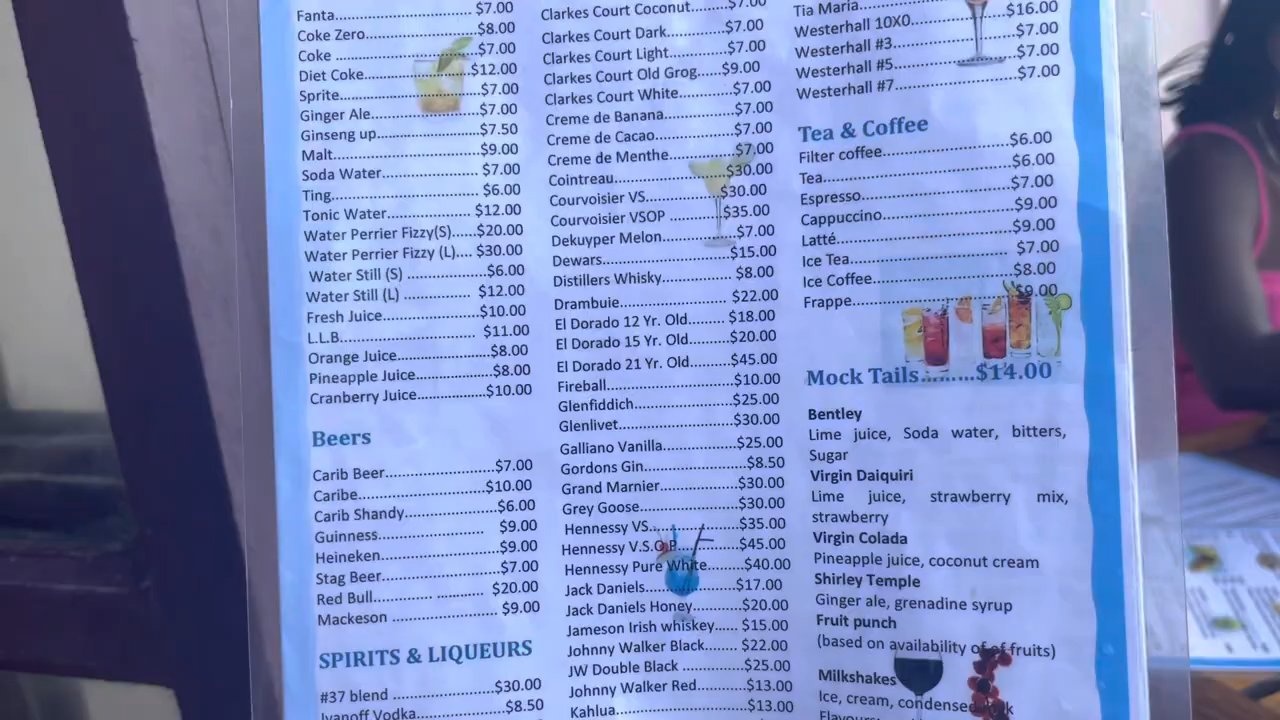 Fanta..................$7.00
Coke Zero..................$8.00
Coke ..................$7.00
Diet Coke..................$12.00
Sprite..................$7.00
Ginger Ale..................$7.00
Ginseng up..................$7.50
Malt..................$9.00
Soda Water..................$7.00
Ting..................$6.00
Tonic Water.................. $12.00
Water Perrier Fizzy(S)......$20.00
Water Perrier Fizzy (L).... $30.00
Water Still (S) ..................$6.00
Water Still (L) .................. $12.00
Fresh Juice..................$10.00
L.L.B..................$11.00
Orange Juice..................$8.00
Pineapple Juice..................$8.00
Cranberry Juice..................$10.00
Beers
Carib Beer..................$7.00
Caribe..................$10.00
Carib Shandy.................. $6.00
Guinness.................. $9.00
Heineken..................$9.00
Stag Beer..................$7.00
Red Bull............ ............ $20.00
Mackeson .................. $9.00
SPIRITS & LIQUEURS
#37 blend ..................$30.00
Ivanoff Vodka..................$8.50
Clarkes Court Coconut......$7.00
Clarkes Court Dark..................$7.00
Clarkes Court Light..................$7.00
Clarkes Court Old Grog......$9.00
Clarkes Court White..................$7.00
Creme de Banana..................$7.00
Creme de Cacao..................$7.00
Creme de Menthe..................$7.00
Cointreau..................$30.00
Courvoisier VS..................$30.00
Courvoisier VSOP ..................$35.00
Dekuyper Melon..................$7.00
Dewars..................$15.00
Distillers Whisky..................$8.00
Drambuie.................. $22.00
El Dorado 12 Yr. Old......... $18.00
El Dorado 15 Yr. Old.........$20.00
El Dorado 21 Yr. Old.........$45.00
Fireball..................$10.00
Glenfiddich..................$25.00
Glenlivet..................$30.00
Galliano Vanilla..................$25.00
Gordons Gin..................$8.50
Grand Marnier..................$30.00
Grey Goose..................$30.00
Hennessy VS..................$35.00
Hennessy V.S.O.P..................$45.00
Hennessy Pure White.........$40.00
Jack Daniels..................$17.00
Jack Daniels Honey............$20.00
Jameson Irish whiskey...... $15.00
Johnny Walker Black........ $22.00
JW Double Black ..................$25.00
Johnny Walker Red............$13.00
Kahlua..................$13.00
Tia Maria
Westerhall 10X0..................$16.00
Westerhall #3..................$7.00
Westerhall #5..................$7.00
Westerhall #7..................$7.00
Tea & Coffee
Filter coffee..................$6.00
Tea..................$6.00
Espresso..................$7.00
Cappuccino..................$9.00
Latté..................$9.00
Ice Tea..................$7.00
Ice Coffee..................$8.00
Frappe..................$9.00
Mock Tails.........$14.00
Bentley
Lime juice, Soda water, bitters,
Sugar
Virgin Daiquiri
Lime juice, strawberry mix,
strawberry
Virgin Colada
Pineapple juice, coconut cream
Shirley Temple
Ginger ale, grenadine syrup
Fruit punch
(based on availability of of fruits)
Milkshakes
Ice, cream, condensed